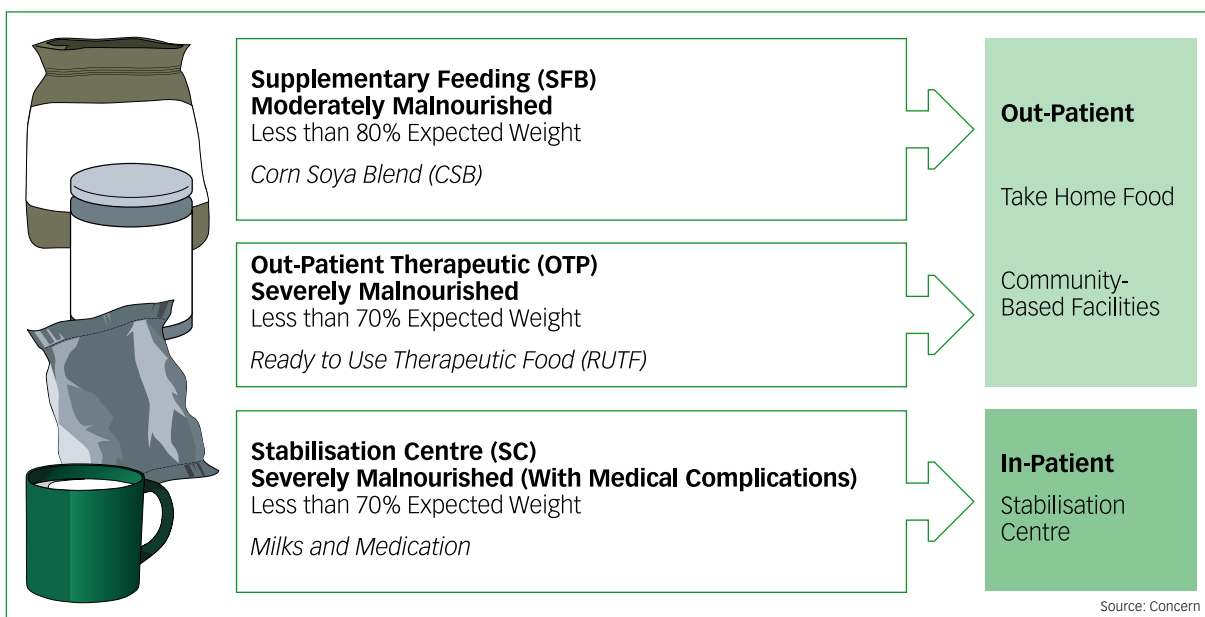 Supplementary Feeding (SFB)
Moderately Malnourished
Less than 80% Expected Weight
Corn Soya Blend (CSB)
Out-Patient Therapeutic (OTP)
Severely Malnourished
Less than 70% Expected Weight
Ready to Use Therapeutic Food (RUTF)
Stabilisation Centre (SC)
Severely Malnourished (With Medical Complications)
Less than 70% Expected Weight
Milks and Medication
Out-Patient
Take Home Food
Community-
Based Facilities
In-Patient
Stabilisation
Centre
Source: Concern